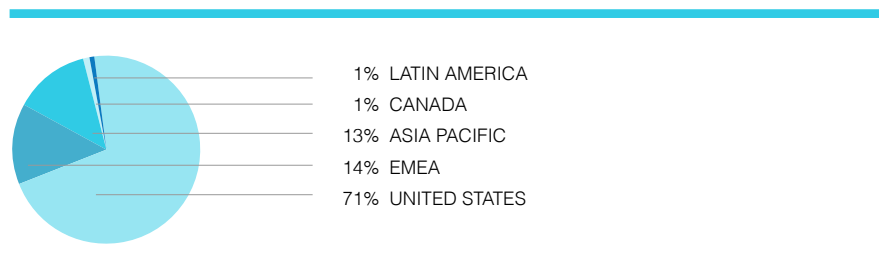 1% LATIN AMERICA
1% CANADA
13% ASIA PACIFIC
14% EMEA
71% UNITED STATES